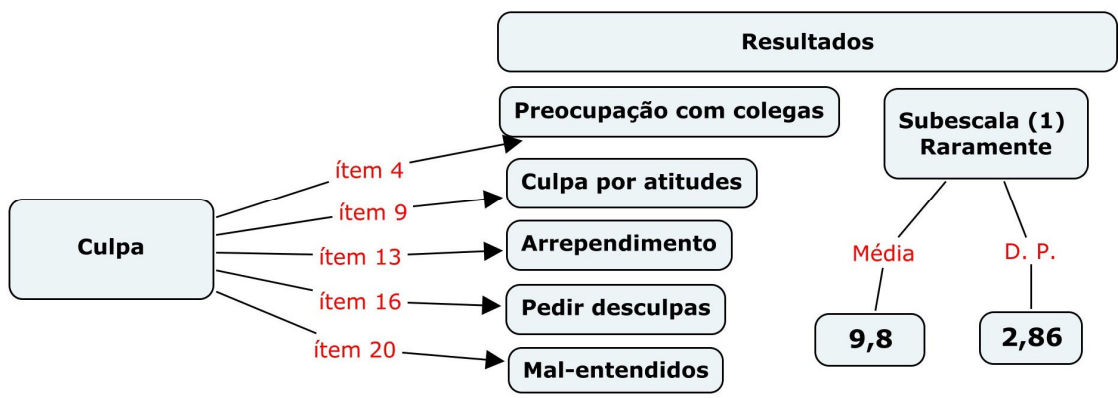 Resultados
Preocupação com colegas
Subescala (1)
Raramente
ítem 4
Culpa por atitudes
ítem 9
Culpa
Arrependimento
ítem 13
Média
D. P.
ítem 16
Pedir desculpas
9,8
2,86
ítem 20
Mal-entendidos